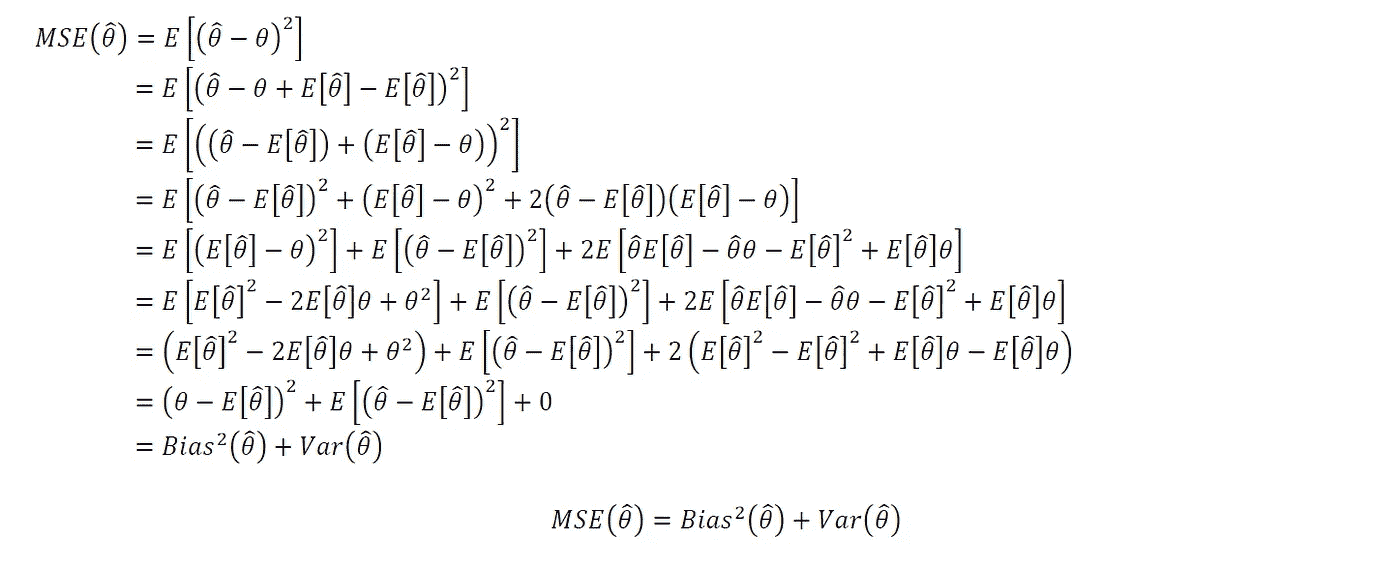 MSE(θ̂) = E[(θ̂ − θ)²]
= E[(θ̂ − θ + E[θ̂] − E[θ̂])²]
= E[((θ̂ − E[θ̂]) + (E[θ̂] − θ))²]
= E[(θ̂ − E[θ̂])² + (E[θ̂] − θ)² + 2(θ̂ − E[θ̂])(E[θ̂] − θ)]
= E[(E[θ̂] − θ)²] + E[(θ̂ − E[θ̂])²] + 2E[θ̂E[θ̂] − θ̂θ − E[θ̂]² + E[θ̂]θ]
= E[E[θ̂]² − 2E[θ̂]θ + θ²] + E[(θ̂ − E[θ̂])²] + 2E[θ̂E[θ̂] − θ̂θ − E[θ̂]² + E[θ̂]θ]
= (E[θ̂]² − 2E[θ̂]θ + θ²) + E[(θ̂ − E[θ̂])²] + 2(E[θ̂]² − E[θ̂]² + E[θ̂]θ − E[θ̂]θ)
= (θ − E[θ̂])² + E[(θ̂ − E[θ̂])²] + 0
= Bias²(θ̂) + Var(θ̂)
MSE(θ̂) = Bias²(θ̂) + Var(θ̂)